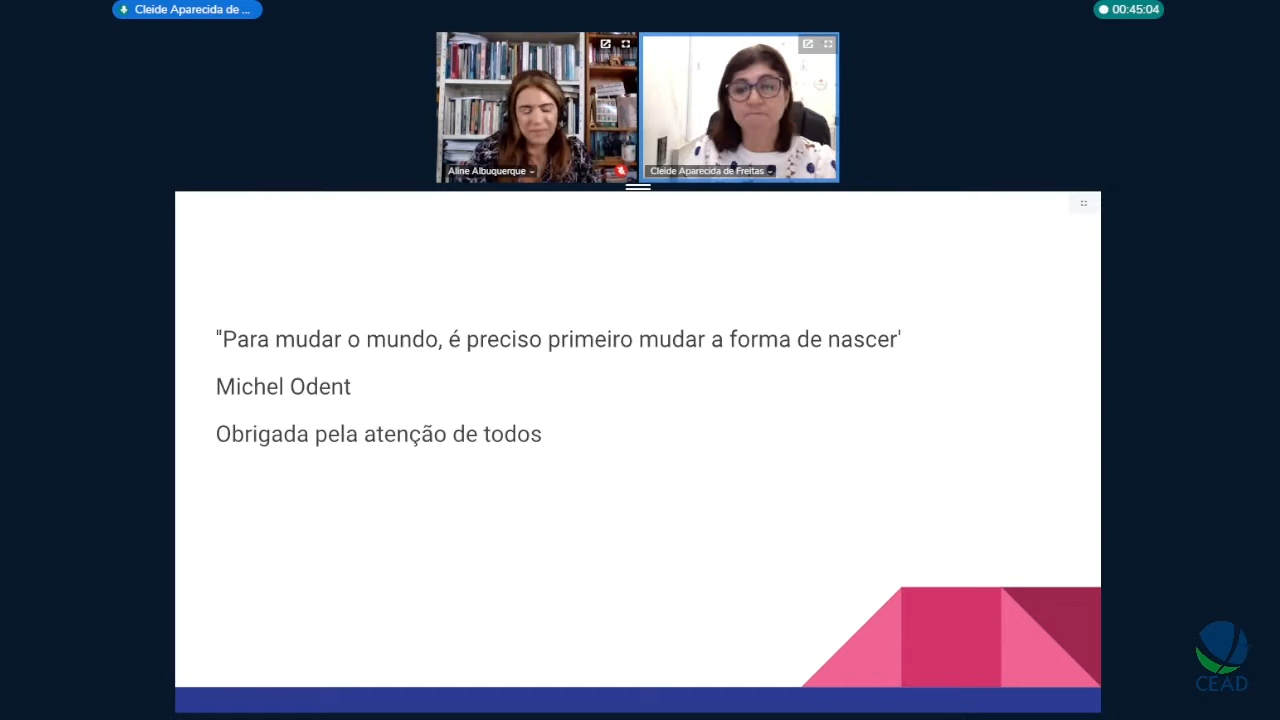 Cleide Aparecida de ...
00:45:04
Aline Albuquerque
Cleide Aparecida de Freitas
"Para mudar o mundo, é preciso primeiro mudar a forma de nascer'
Michel Odent
Obrigada pela atenção de todos
CEAD